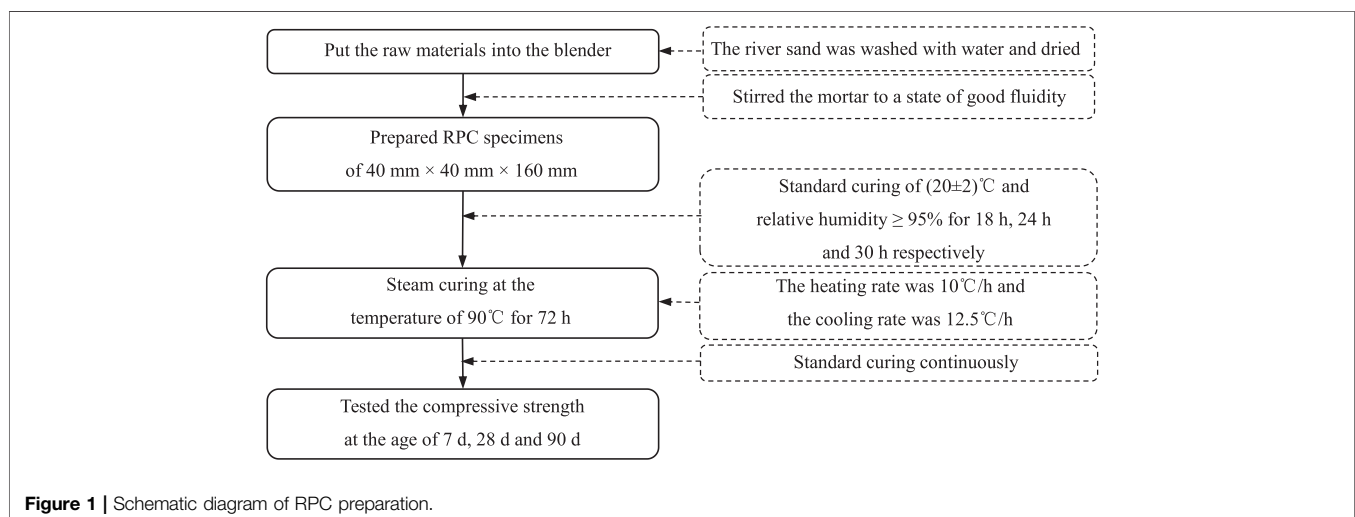 Put the raw materials into the blender
The river sand was washed with water and dried
Stirred the mortar to a state of good fluidity
Prepared RPC specimens
of 40 mm × 40 mm × 160 mm
Standard curing of (20±2)℃ and
relative humidity ≥ 95% for 18 h, 24 h
and 30 h respectively
Steam curing at the
temperature of 90℃ for 72 h
The heating rate was 10℃/h and
the cooling rate was 12.5℃/h
Standard curing continuously
Tested the compressive strength
at the age of 7 d, 28 d and 90 d
Figure 1 | Schematic diagram of RPC preparation.